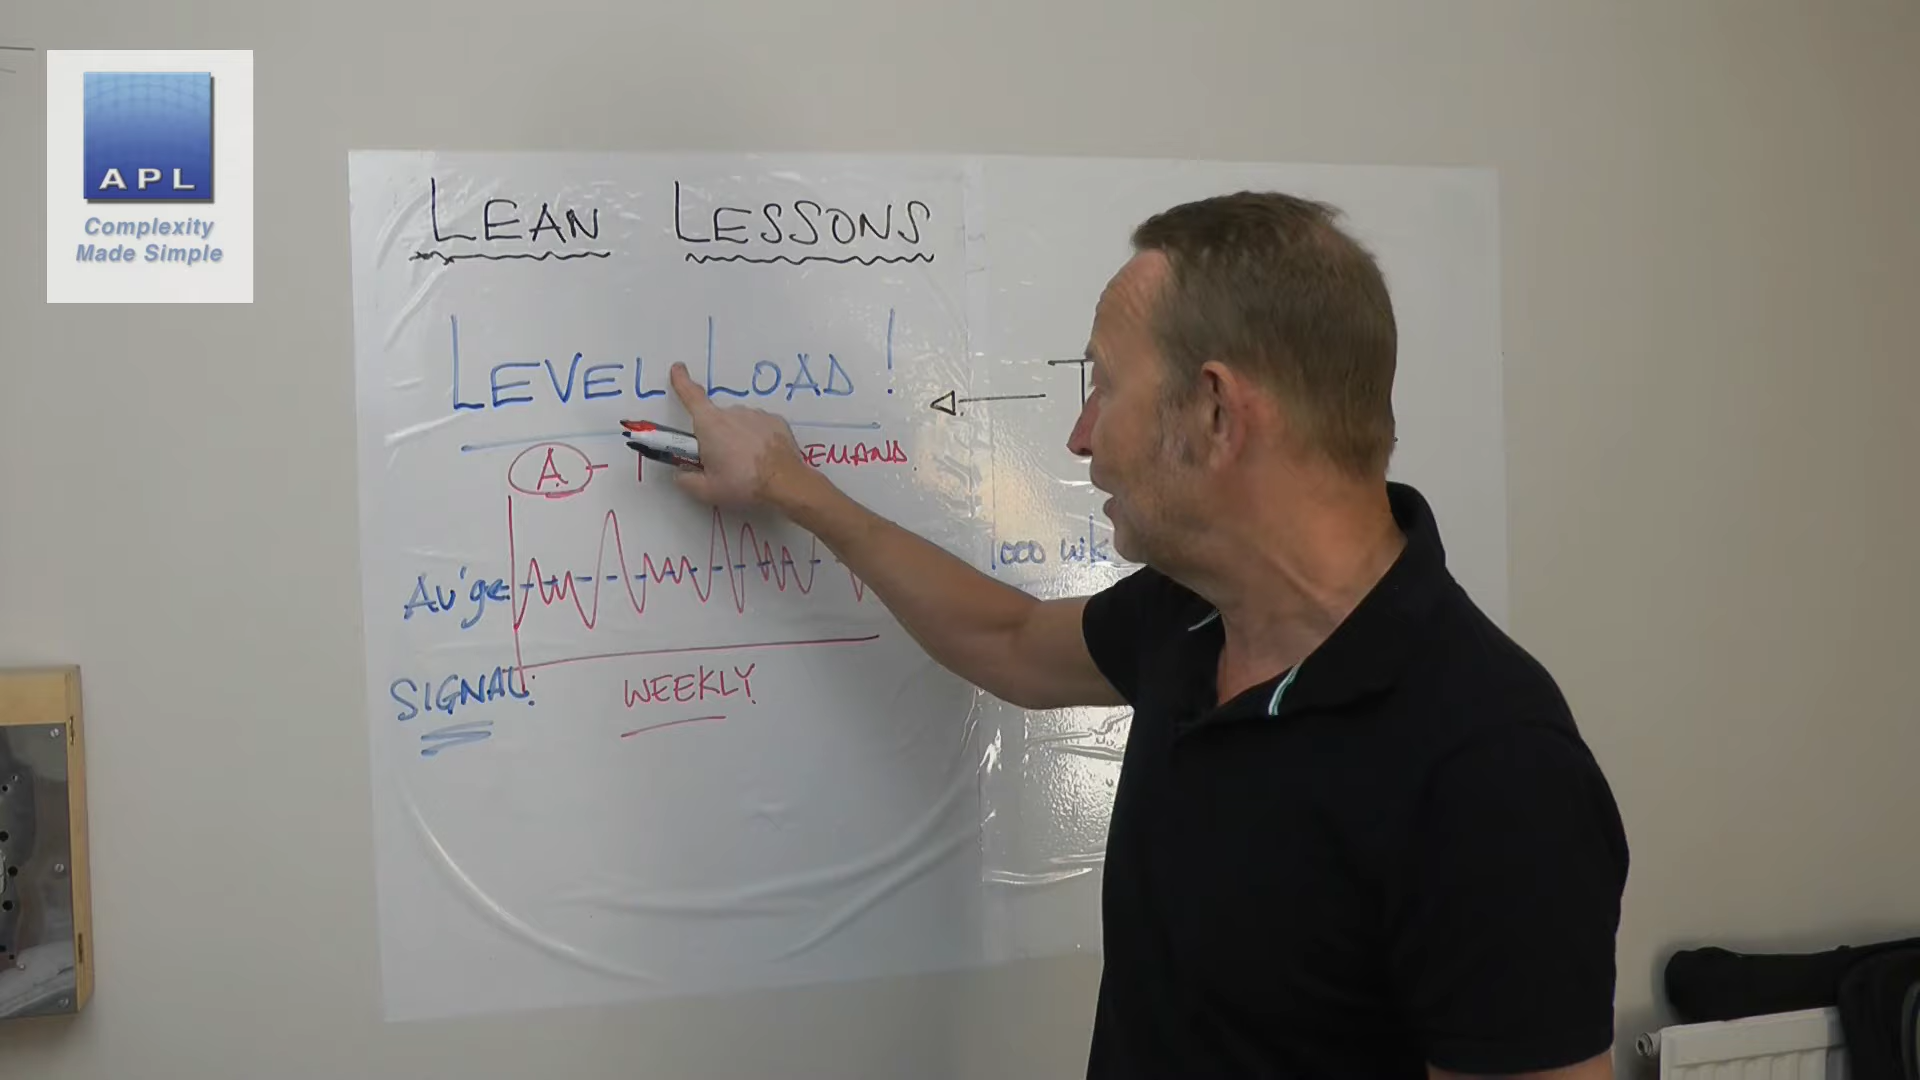 APL
Complexity
Made Simple
LEAN LESSONS
LEVEL LOAD!
A -
DEMAND.
1000 wk
Av'ge
SIGNAL:
WEEKLY